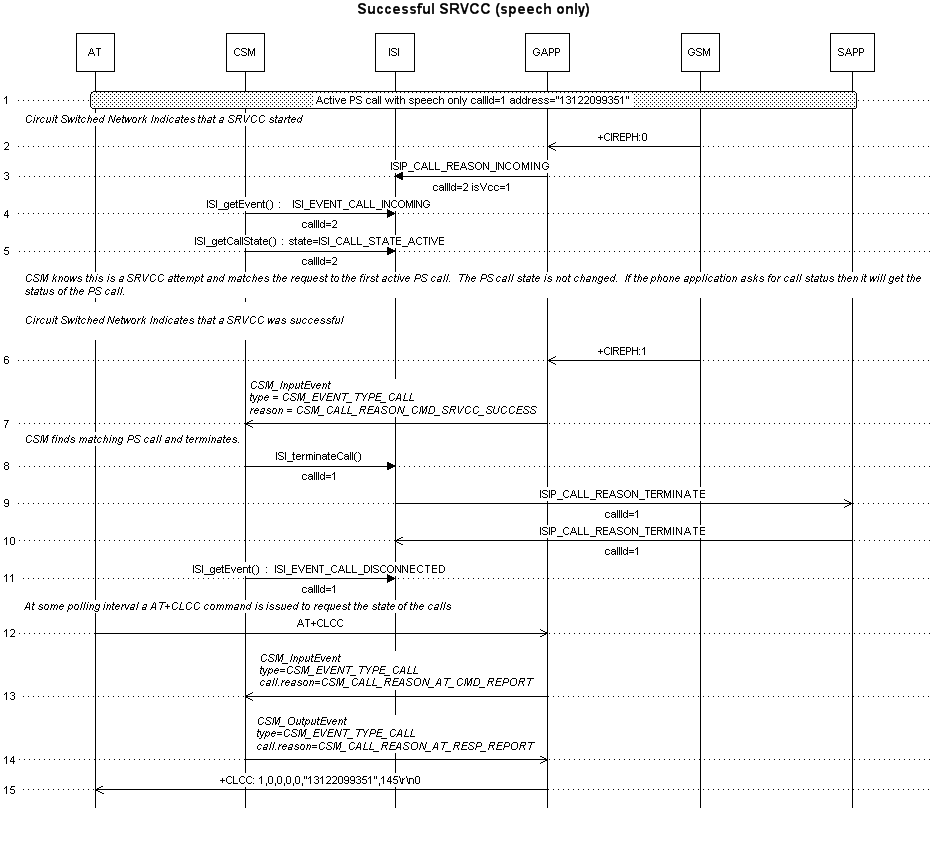 Successful SRVCC (speech only)
AT CSM ISI GAPP GSM SAPP
1 Active PS call with speech only callId=1 address="13122099351"
Circuit Switched Network Indicates that a SRVCC started
2 +CIREPH:0
ISIP_CALL_REASON_INCOMING
3
callId=2 isVcc=1
ISI_getEvent() : ISI_EVENT_CALL_INCOMING
4
callId=2
ISI_getCallState() : state=ISI_CALL_STATE_ACTIVE
5
callId=2
CSM knows this is a SRVCC attempt and matches the request to the first active PS call. The PS call state is not changed. If the phone application asks for call status then it will get the
status of the PS call.
Circuit Switched Network Indicates that a SRVCC was successful
6 +CIREPH:1
CSM_InputEvent
type = CSM_EVENT_TYPE_CALL
reason = CSM_CALL_REASON_CMD_SRVCC_SUCCESS
7
CSM finds matching PS call and terminates.
ISI_terminateCall()
8
callId=1
ISIP_CALL_REASON_TERMINATE
9
callId=1
ISIP_CALL_REASON_TERMINATE
10
callId=1
ISI_getEvent() : ISI_EVENT_CALL_DISCONNECTED
11
callId=1
At some polling interval a AT+CLCC command is issued to request the state of the calls
AT+CLCC
12
CSM_InputEvent
type=CSM_EVENT_TYPE_CALL
call.reason=CSM_CALL_REASON_AT_CMD_REPORT
13
CSM_OutputEvent
type=CSM_EVENT_TYPE_CALL
call.reason=CSM_CALL_REASON_AT_RESP_REPORT
14
+CLCC: 1,0,0,0,0,"13122099351",145\r\n0
15